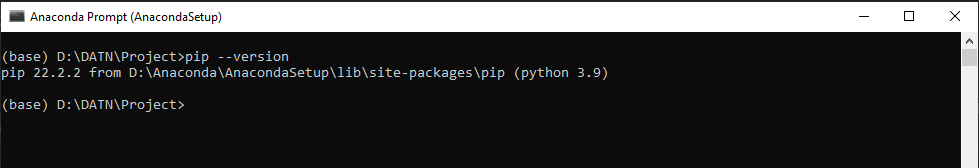 Anaconda Prompt (AnacondaSetup)
(base) D:\DATN\Project>pip --version
pip 22.2.2 from D:\Anaconda\AnacondaSetup\lib\site-packages\pip (python 3.9)
(base) D:\DATN\Project>